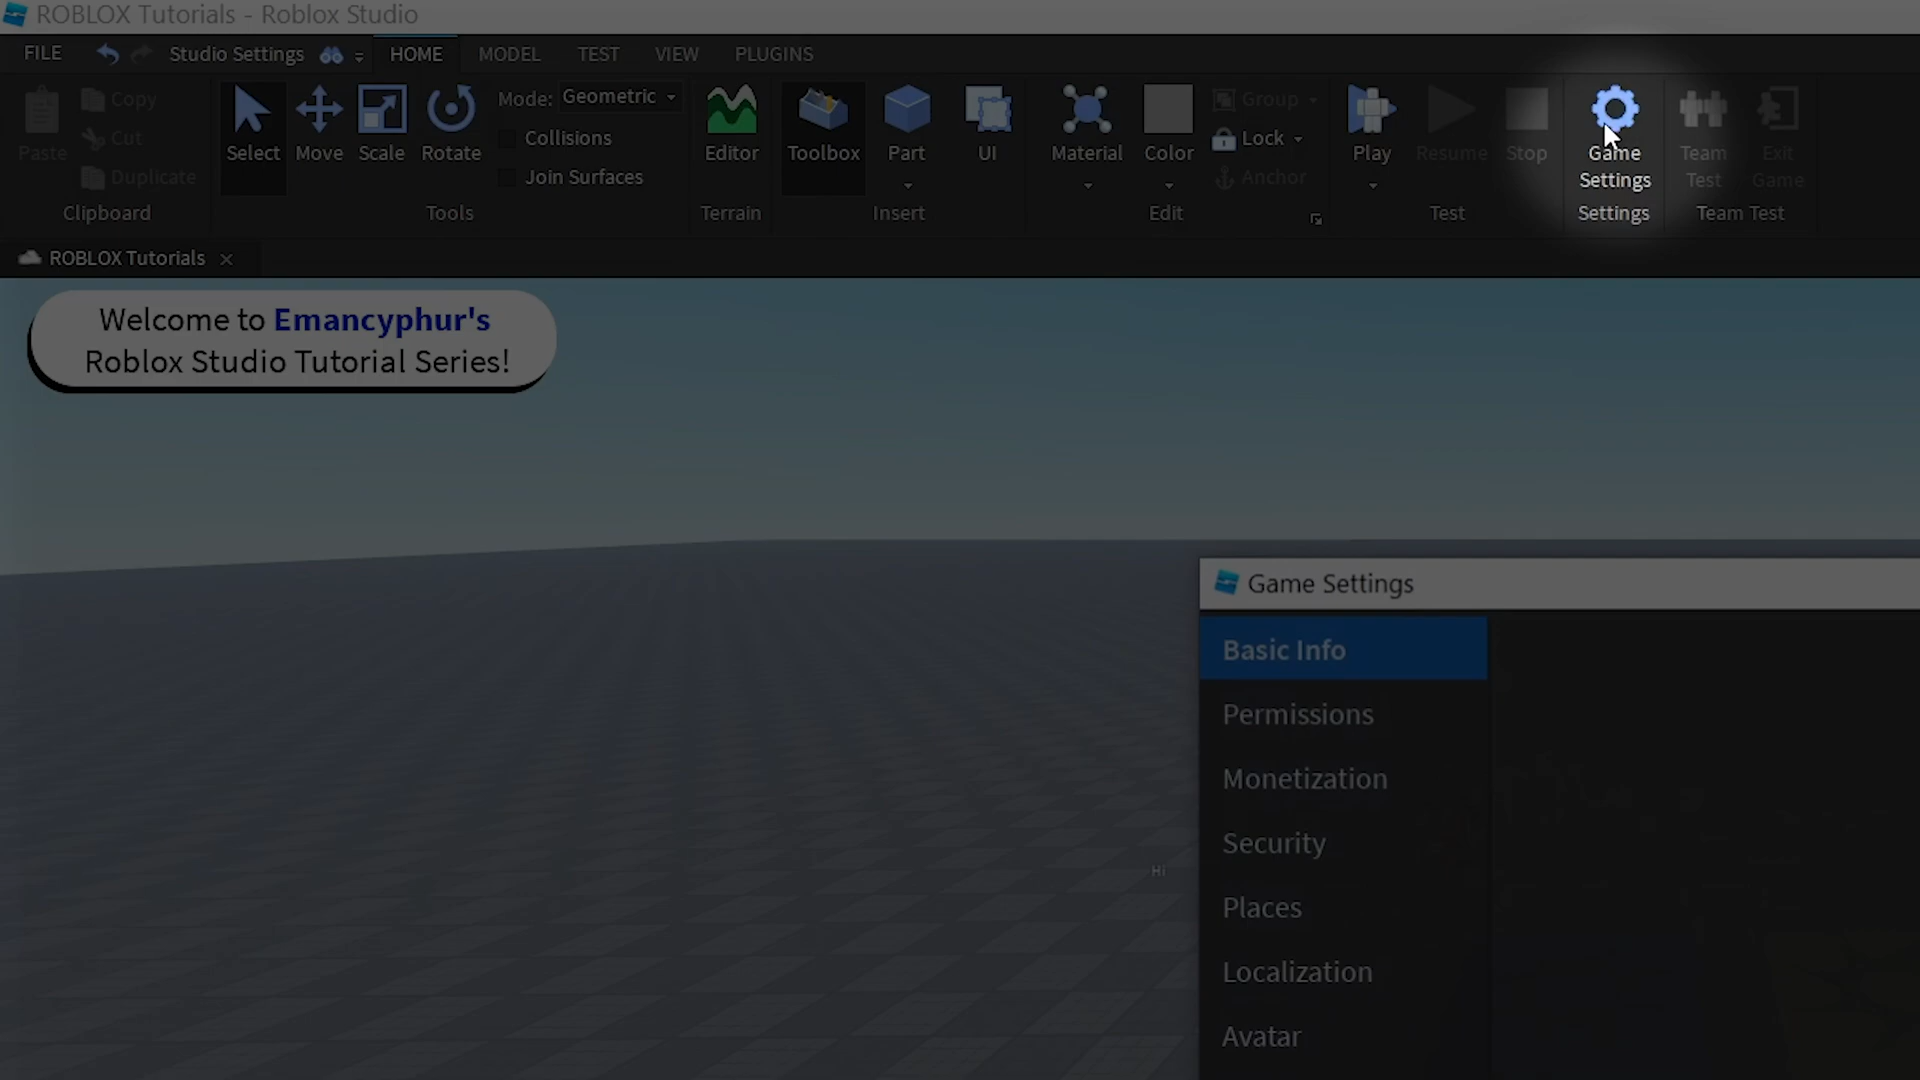 ROBLOX Tutorials - Roblox Studio
FILE Studio Settings HOME MODEL TEST VIEW PLUGINS
Paste
Copy
Cut
Duplicate
Clipboard
Select Move Scale Rotate
Mode: Geometric
Collisions
Join Surfaces
Tools
Editor
Terrain
Toolbox Part UI
Insert
Material Color
Group
Lock
Anchor
Edit
Play Resume Stop
Test
Game
Settings
Settings
Team
Test
Exit
Game
Team Test
ROBLOX Tutorials
Welcome to Emancyphur's
Roblox Studio Tutorial Series!
Game Settings
Basic Info
Permissions
Monetization
Security
Places
Localization
Avatar
Hi